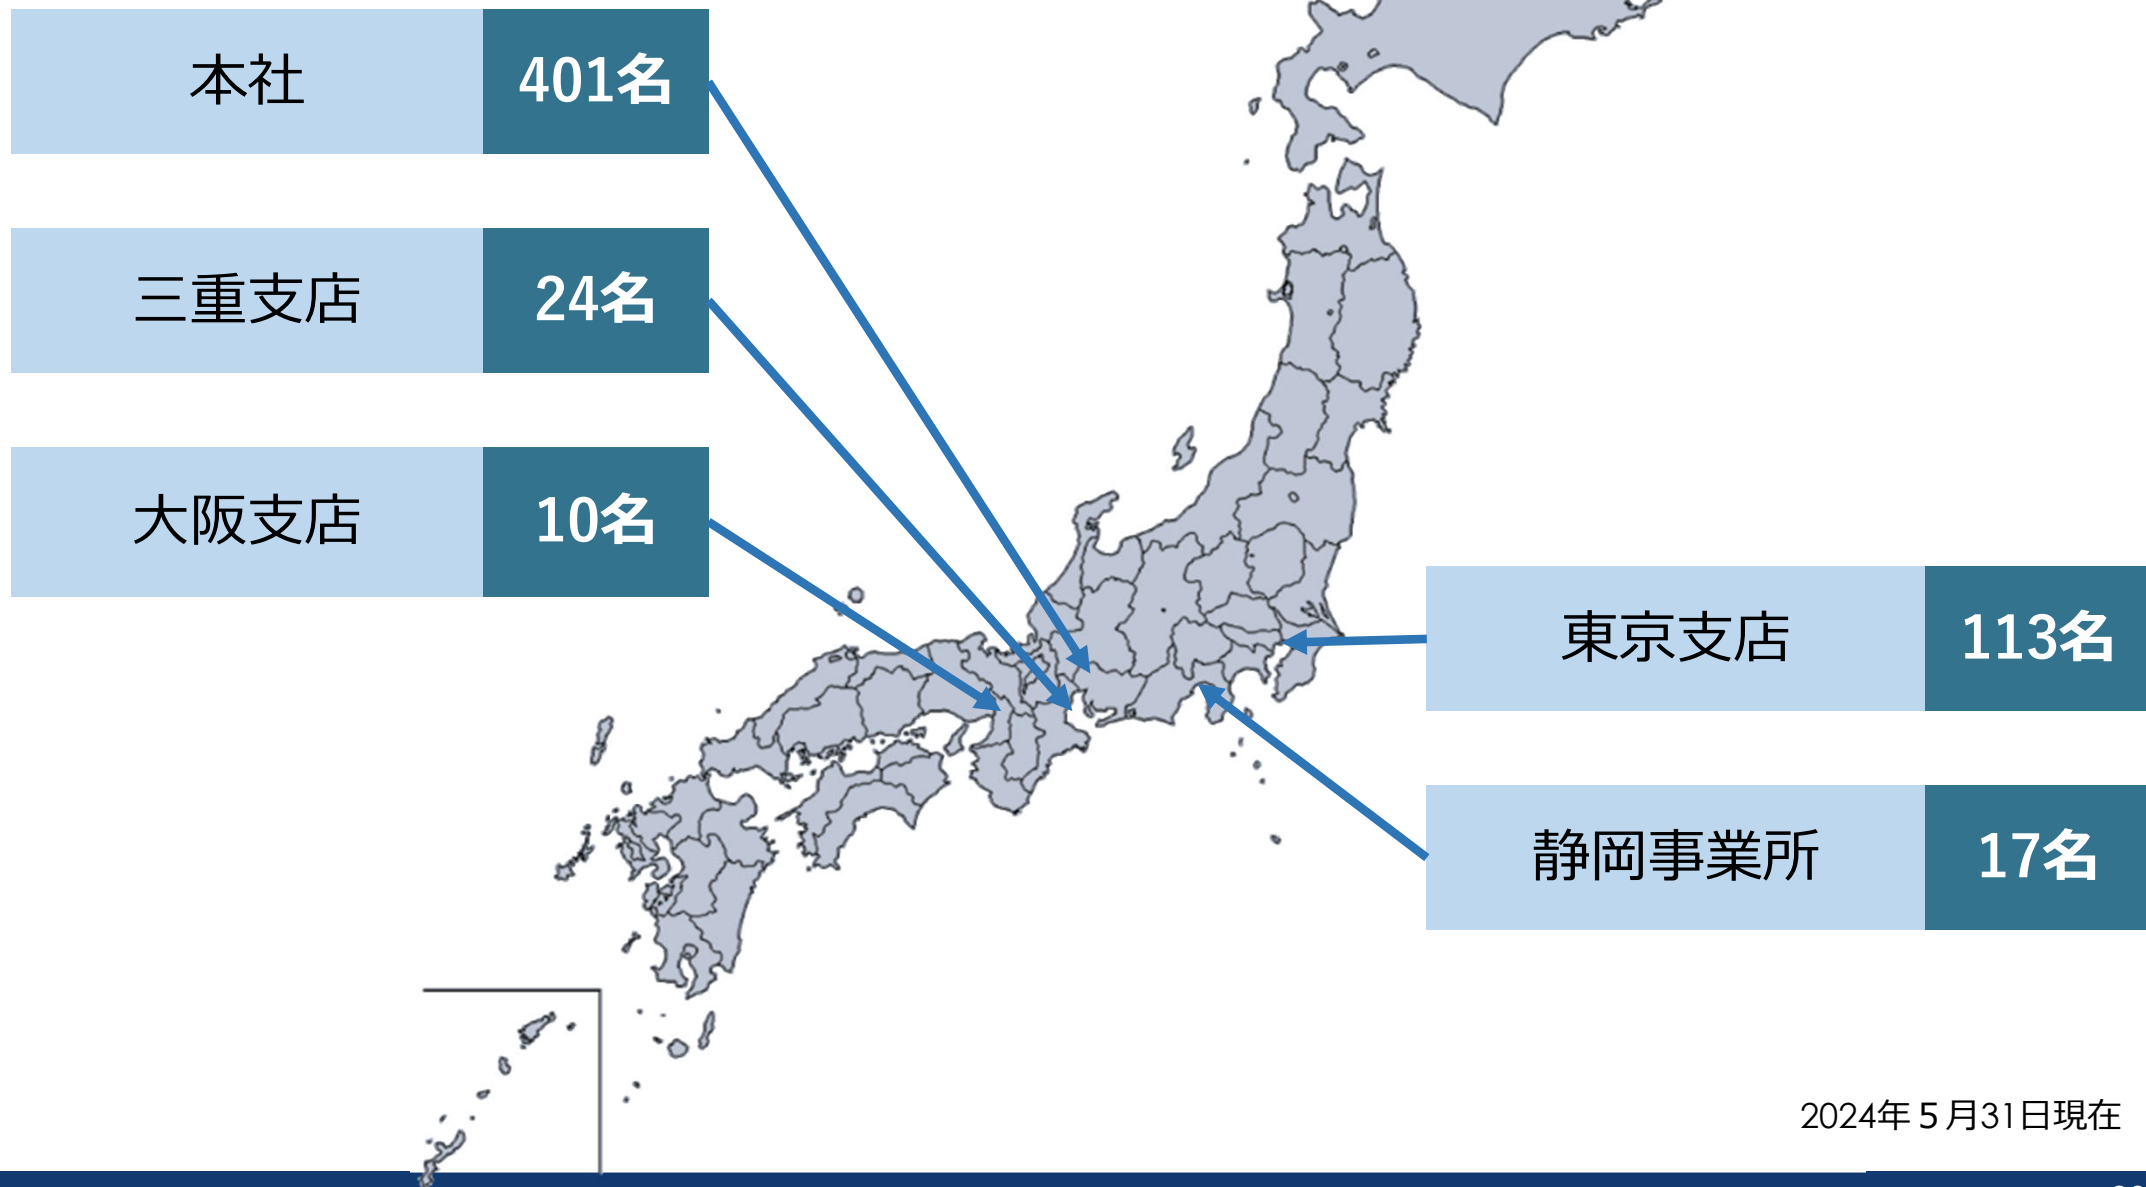 本社 401名
三重支店 24名
大阪支店 10名
東京支店 113名
静岡事業所 17名
2024年５月31日現在